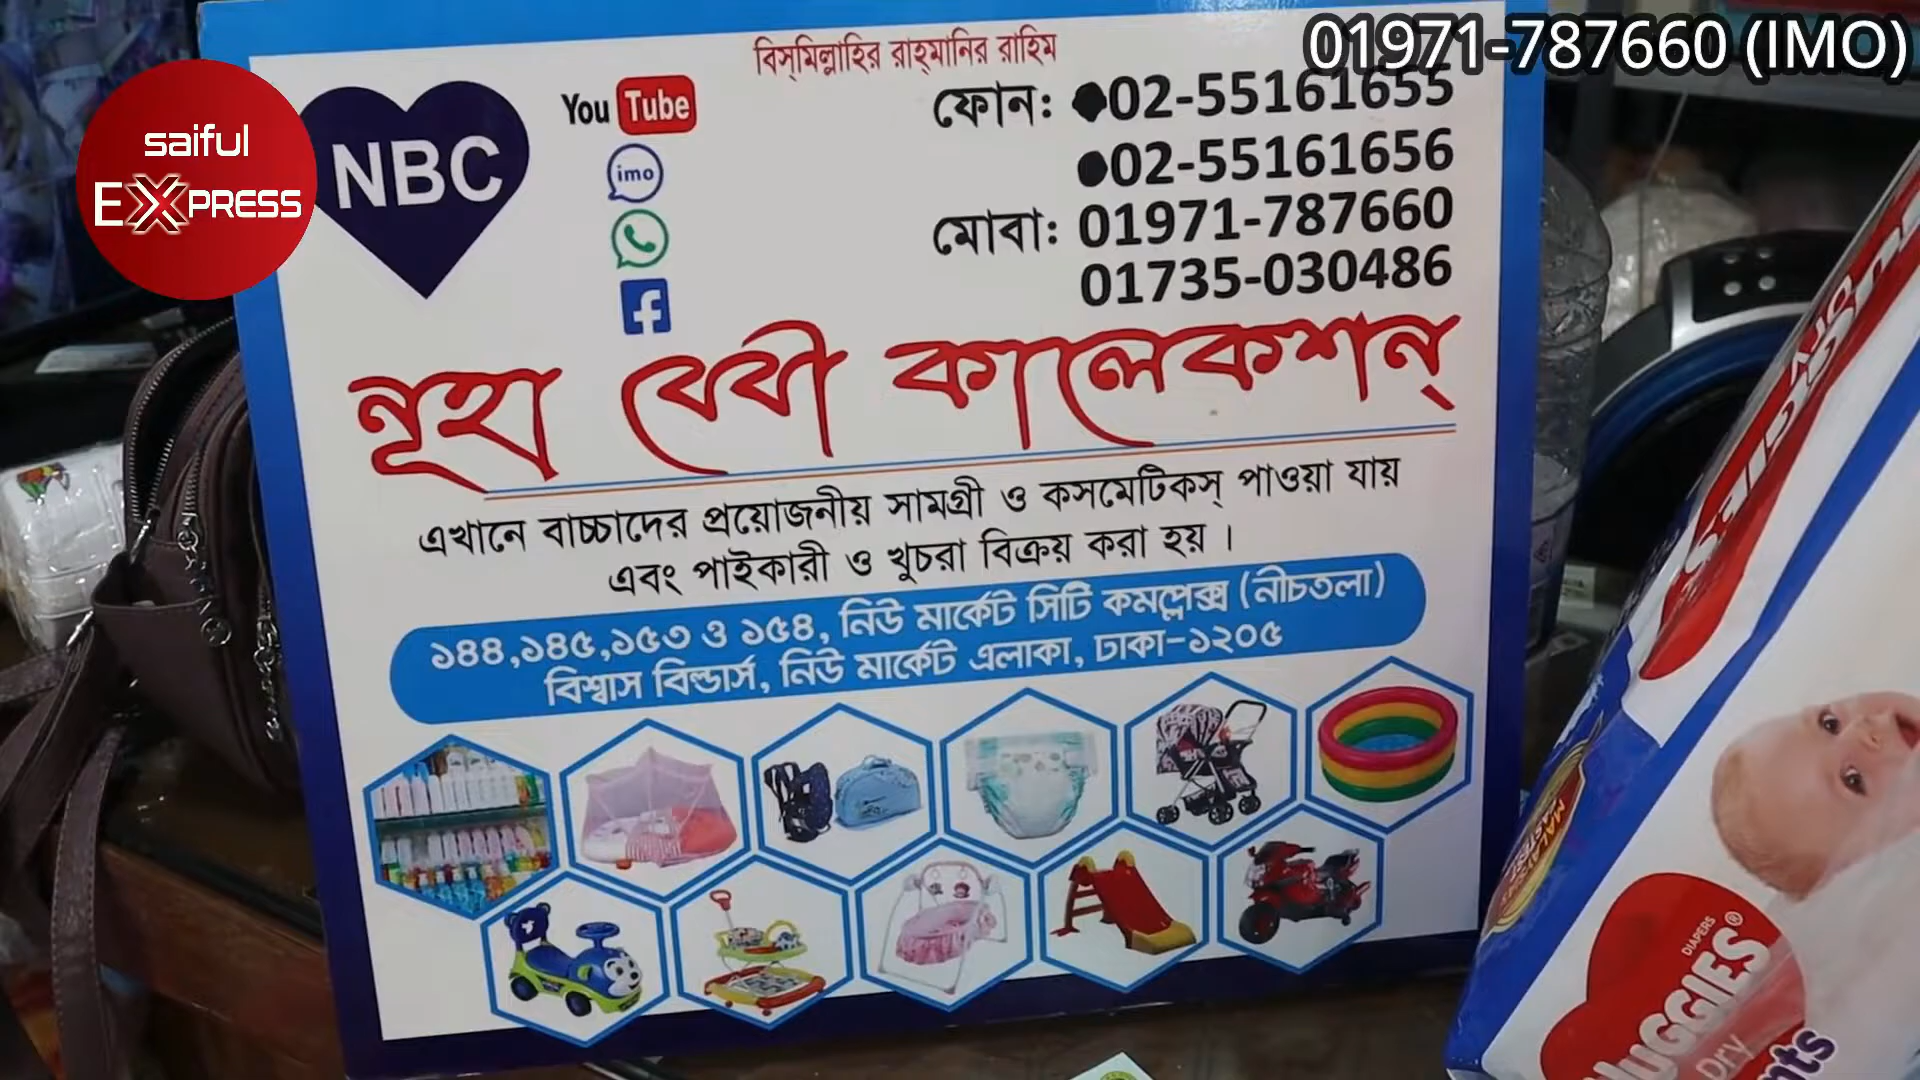 01971-787660 (IMO)
saiful
EXPRESS
বিস্‌মিল্লাহির রাহ্‌মানির রাহিম
NBC
You Tube
imo
ফোন: 02-55161655
02-55161656
মোবা: 01971-787660
01735-030486
নূহা বেবী কালেকশন্
এখানে বাচ্চাদের প্রয়োজনীয় সামগ্রী ও কসমেটিকস্ পাওয়া যায়
এবং পাইকারী ও খুচরা বিক্রয় করা হয়।
১৪৪,১৪৫,১৫৩ ও ১৫৪, নিউ মার্কেট সিটি কমপ্লেক্স (নীচতলা)
বিশ্বাস বিল্ডার্স, নিউ মার্কেট এলাকা, ঢাকা-১২০৫
DIAPERS
HUGGIES®
Dry